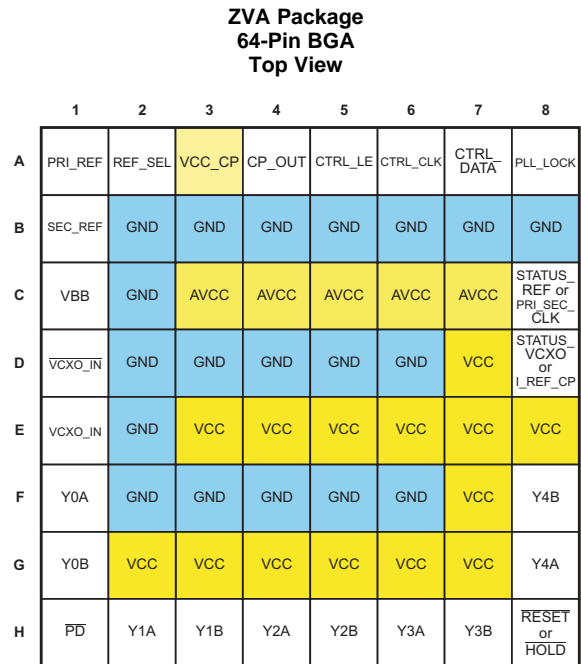 ZVA Package
64-Pin BGA
Top View
1 2 3 4 5 6 7 8
A PRI_REF REF_SEL VCC_CP CP_OUT CTRL_LE CTRL_CLK CTRL_ DATA PLL_LOCK
B SEC_REF GND GND GND GND GND GND GND
C VBB GND AVCC AVCC AVCC AVCC AVCC STATUS_ REF or PRI_SEC_ CLK
D VCXO_IN GND GND GND GND GND VCC STATUS_ VCXO or I_REF_CP
E VCXO_IN GND VCC VCC VCC VCC VCC VCC
F Y0A GND GND GND GND GND VCC Y4B
G Y0B VCC VCC VCC VCC VCC VCC Y4A
H PD Y1A Y1B Y2A Y2B Y3A Y3B RESET or HOLD